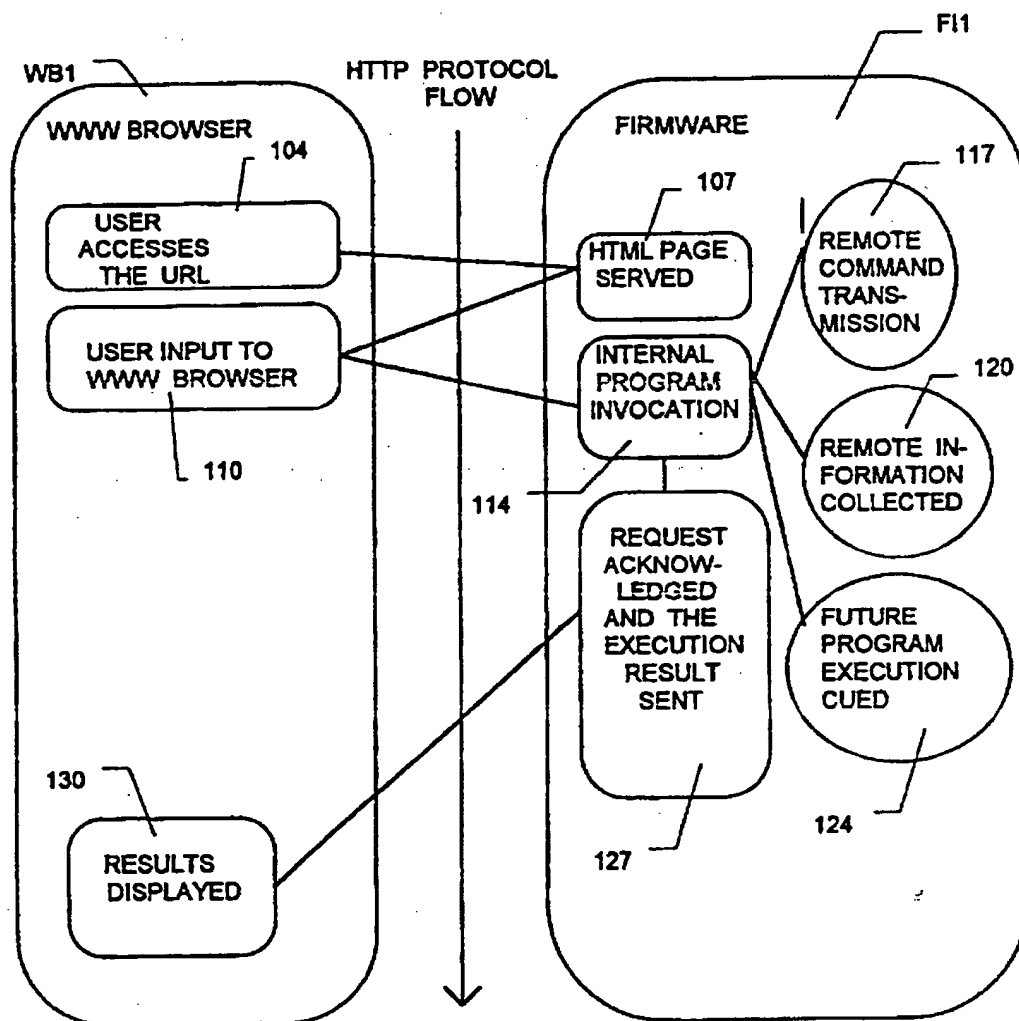 FI1
WB1
HTTP PROTOCOL
FLOW
WWW BROWSER
104
USER
ACCESSES
THE URL
USER INPUT TO
WWW BROWSER
110
130
RESULTS
DISPLAYED
FIRMWARE
107
HTML PAGE
SERVED
INTERNAL
PROGRAM
INVOCATION
114
REQUEST
ACKNOW-
LEDGED
AND THE
EXECUTION
RESULT
SENT
127
117
REMOTE
COMMAND
TRANS-
MISSION
120
REMOTE IN-
FORMATION
COLLECTED
FUTURE
PROGRAM
EXECUTION
CUED
124